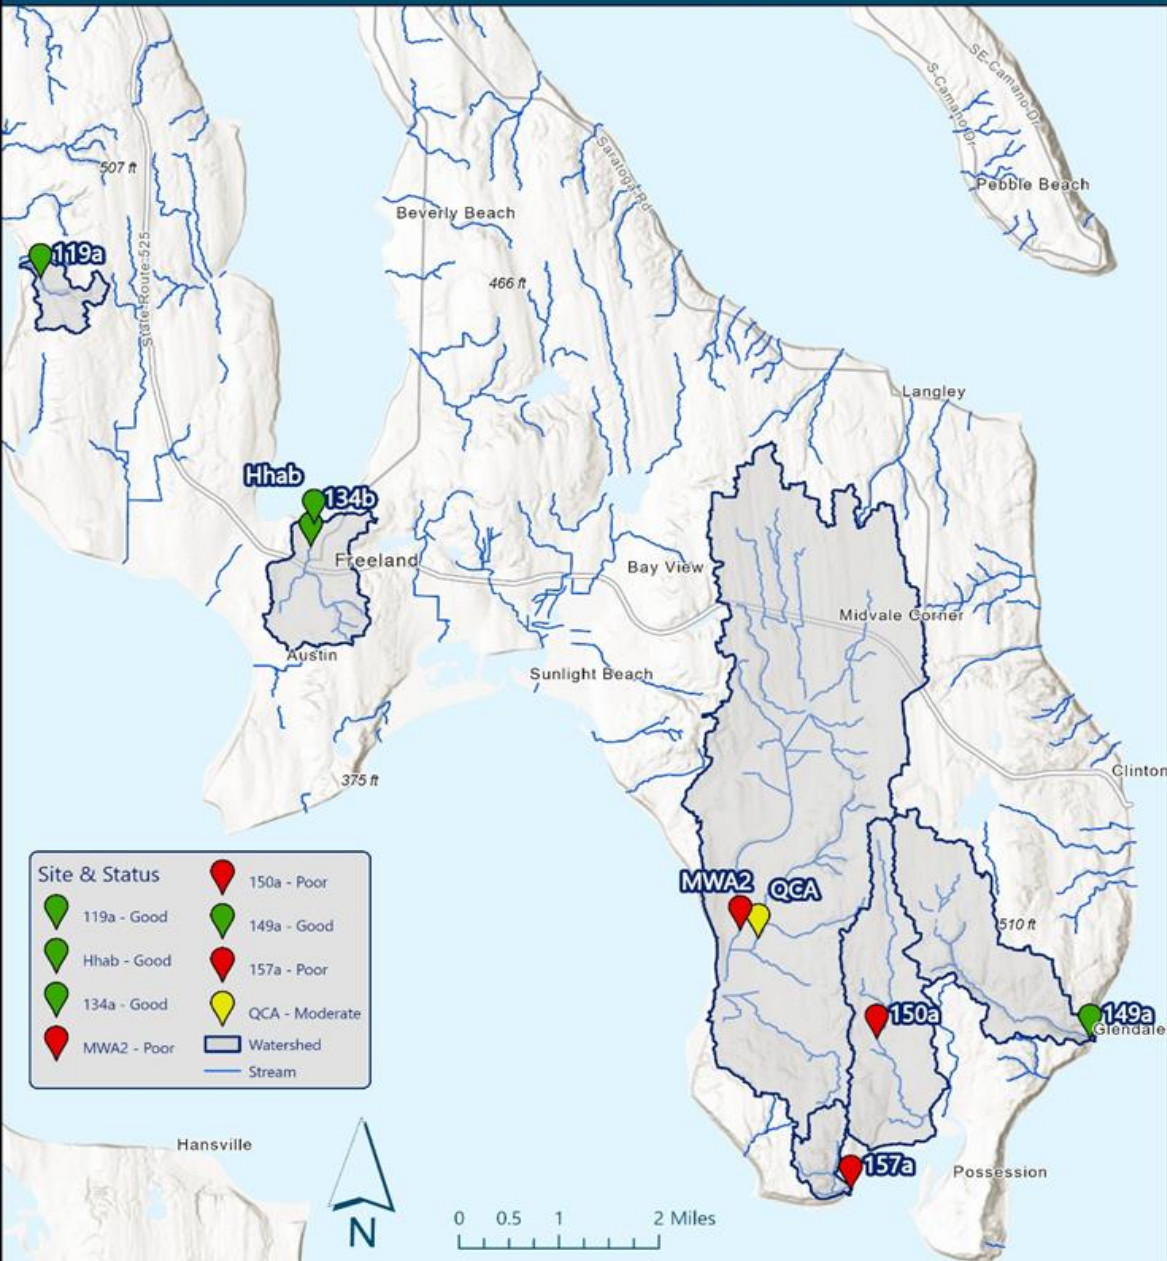 SE-Camano-Dr
S-Camano-Dr
Saratoga-Rd
507 ft
Pebble Beach
Beverly Beach
State-Route-525
119a
466 ft
Langley
Hhab
134b
Freeland
Bay View
Midvale Corner
Austin
Sunlight Beach
375 ft
Clinton
Site & Status
119a - Good
Hhab - Good
134a - Good
MWA2 - Poor
150a - Poor
149a - Good
157a - Poor
QCA - Moderate
Watershed
Stream
MWA2
QCA
510 ft
150a
149a
Glendale
Hansville
157a
Possession
N
0 0.5 1 2 Miles